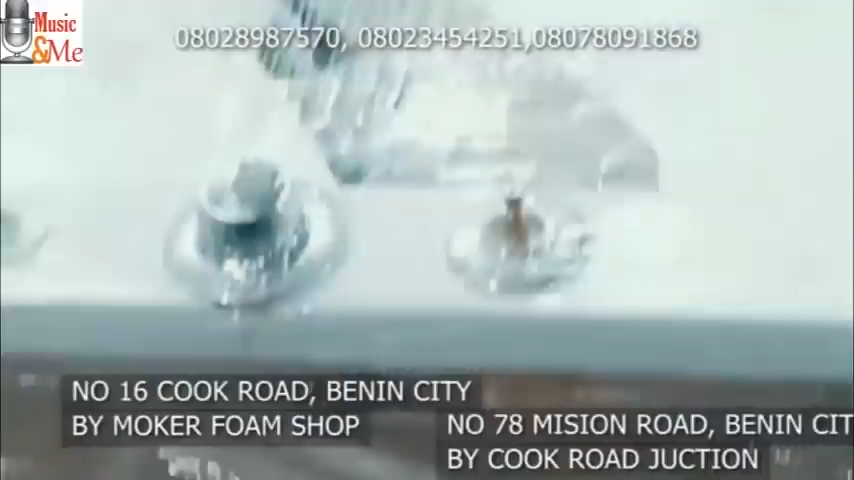 Music
&Me
08028987570, 08023454251,08078091868
NO 16 COOK ROAD, BENIN CITY
BY MOKER FOAM SHOP
NO 78 MISION ROAD, BENIN CIT
BY COOK ROAD JUCTION